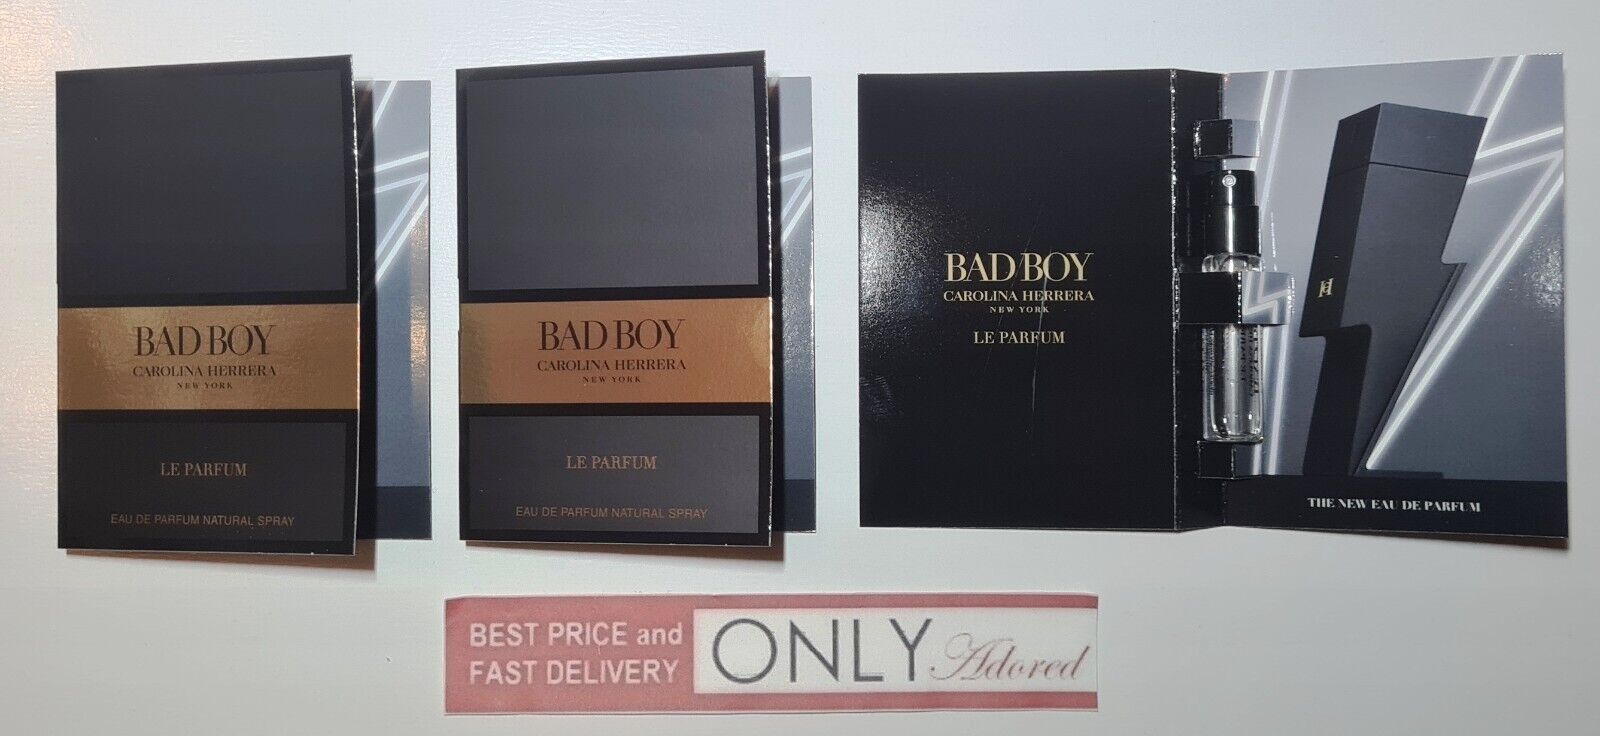 BAD BOY
CAROLINA HERRERA
NEW YORK
LE PARFUM
EAU DE PARFUM NATURAL SPRAY
BAD BOY
CAROLINA HERRERA
NEW YORK
LE PARFUM
EAU DE PARFUM NATURAL SPRAY
BAD BOY
CAROLINA HERRERA
NEW YORK
LE PARFUM
THE NEW EAU DE PARFUM
BEST PRICE and
FAST DELIVERY
ONLY Adored